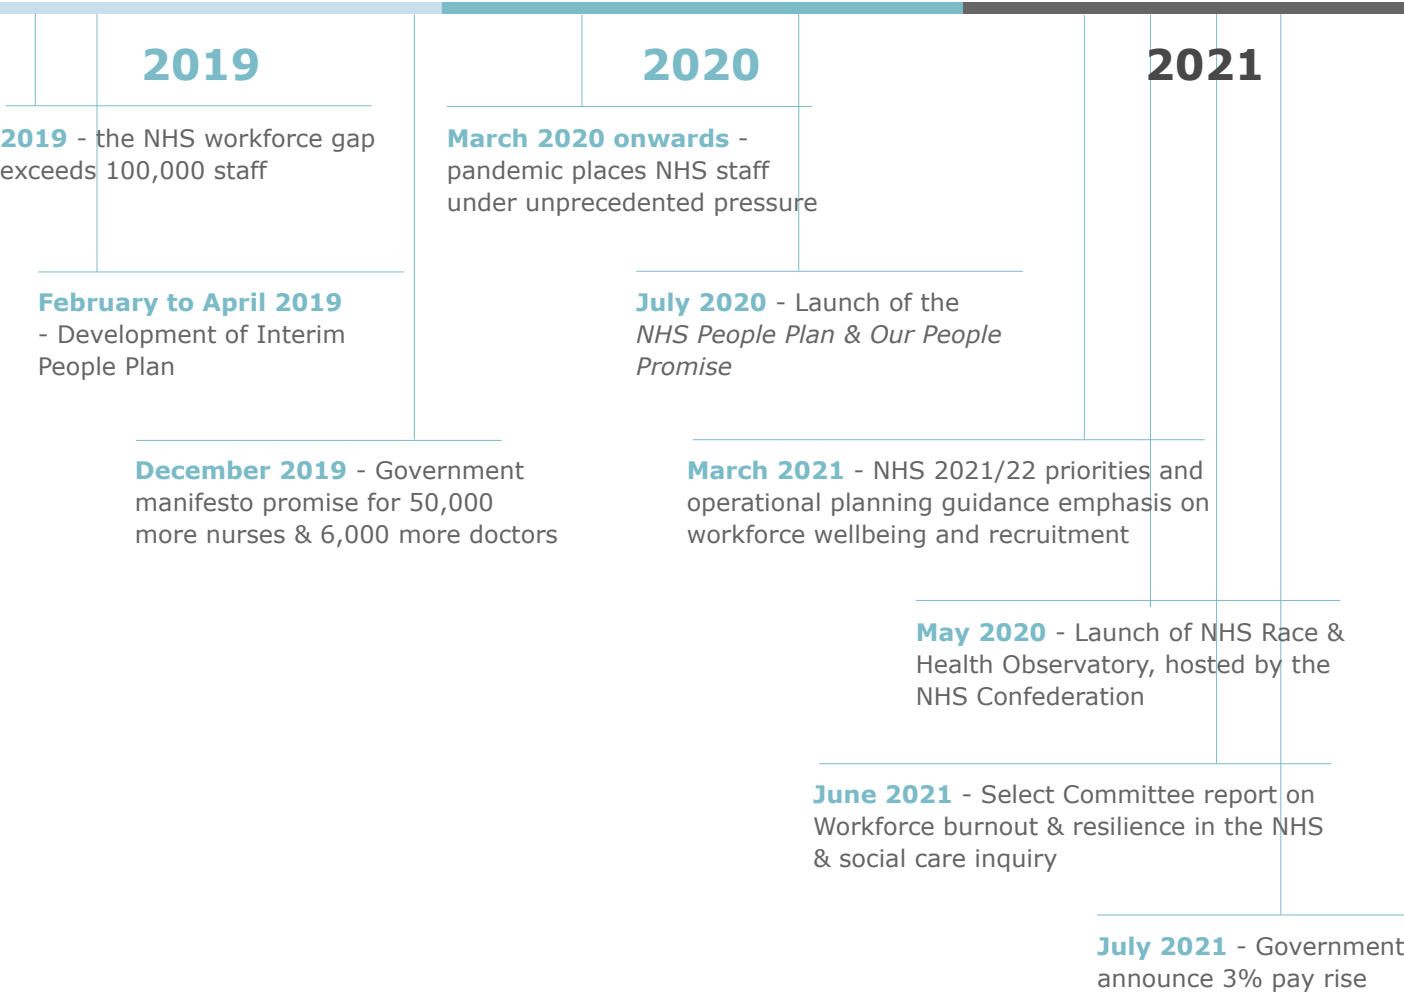 2019
2020
2021
2019 - the NHS workforce gap
exceeds 100,000 staff
March 2020 onwards -
pandemic places NHS staff
under unprecedented pressure
February to April 2019
- Development of Interim
People Plan
July 2020 - Launch of the
NHS People Plan & Our People
Promise
December 2019 - Government
manifesto promise for 50,000
more nurses & 6,000 more doctors
March 2021 - NHS 2021/22 priorities and
operational planning guidance emphasis on
workforce wellbeing and recruitment
May 2020 - Launch of NHS Race &
Health Observatory, hosted by the
NHS Confederation
June 2021 - Select Committee report on
Workforce burnout & resilience in the NHS
& social care inquiry
July 2021 - Government
announce 3% pay rise